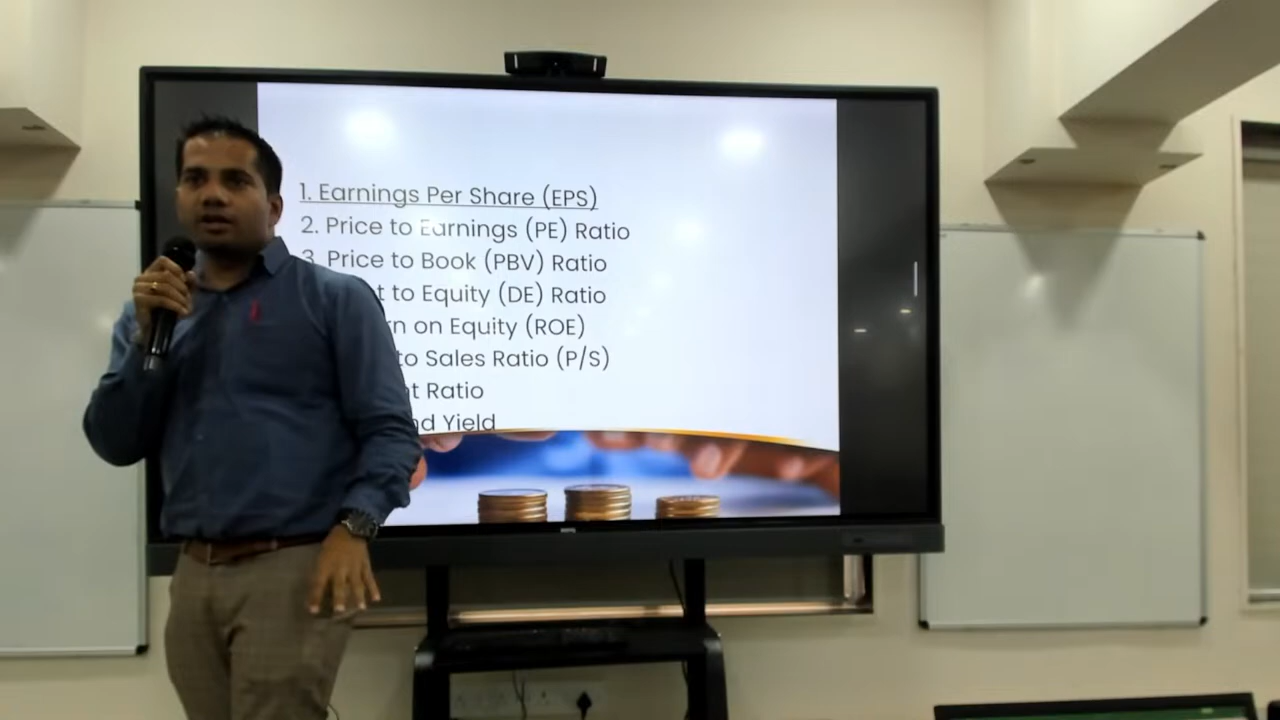 1. Earnings Per Share (EPS)
2. Price to Earnings (PE) Ratio
3. Price to Book (PBV) Ratio
to Equity (DE) Ratio
on Equity (ROE)
to Sales Ratio (P/S)
Ratio
Yield